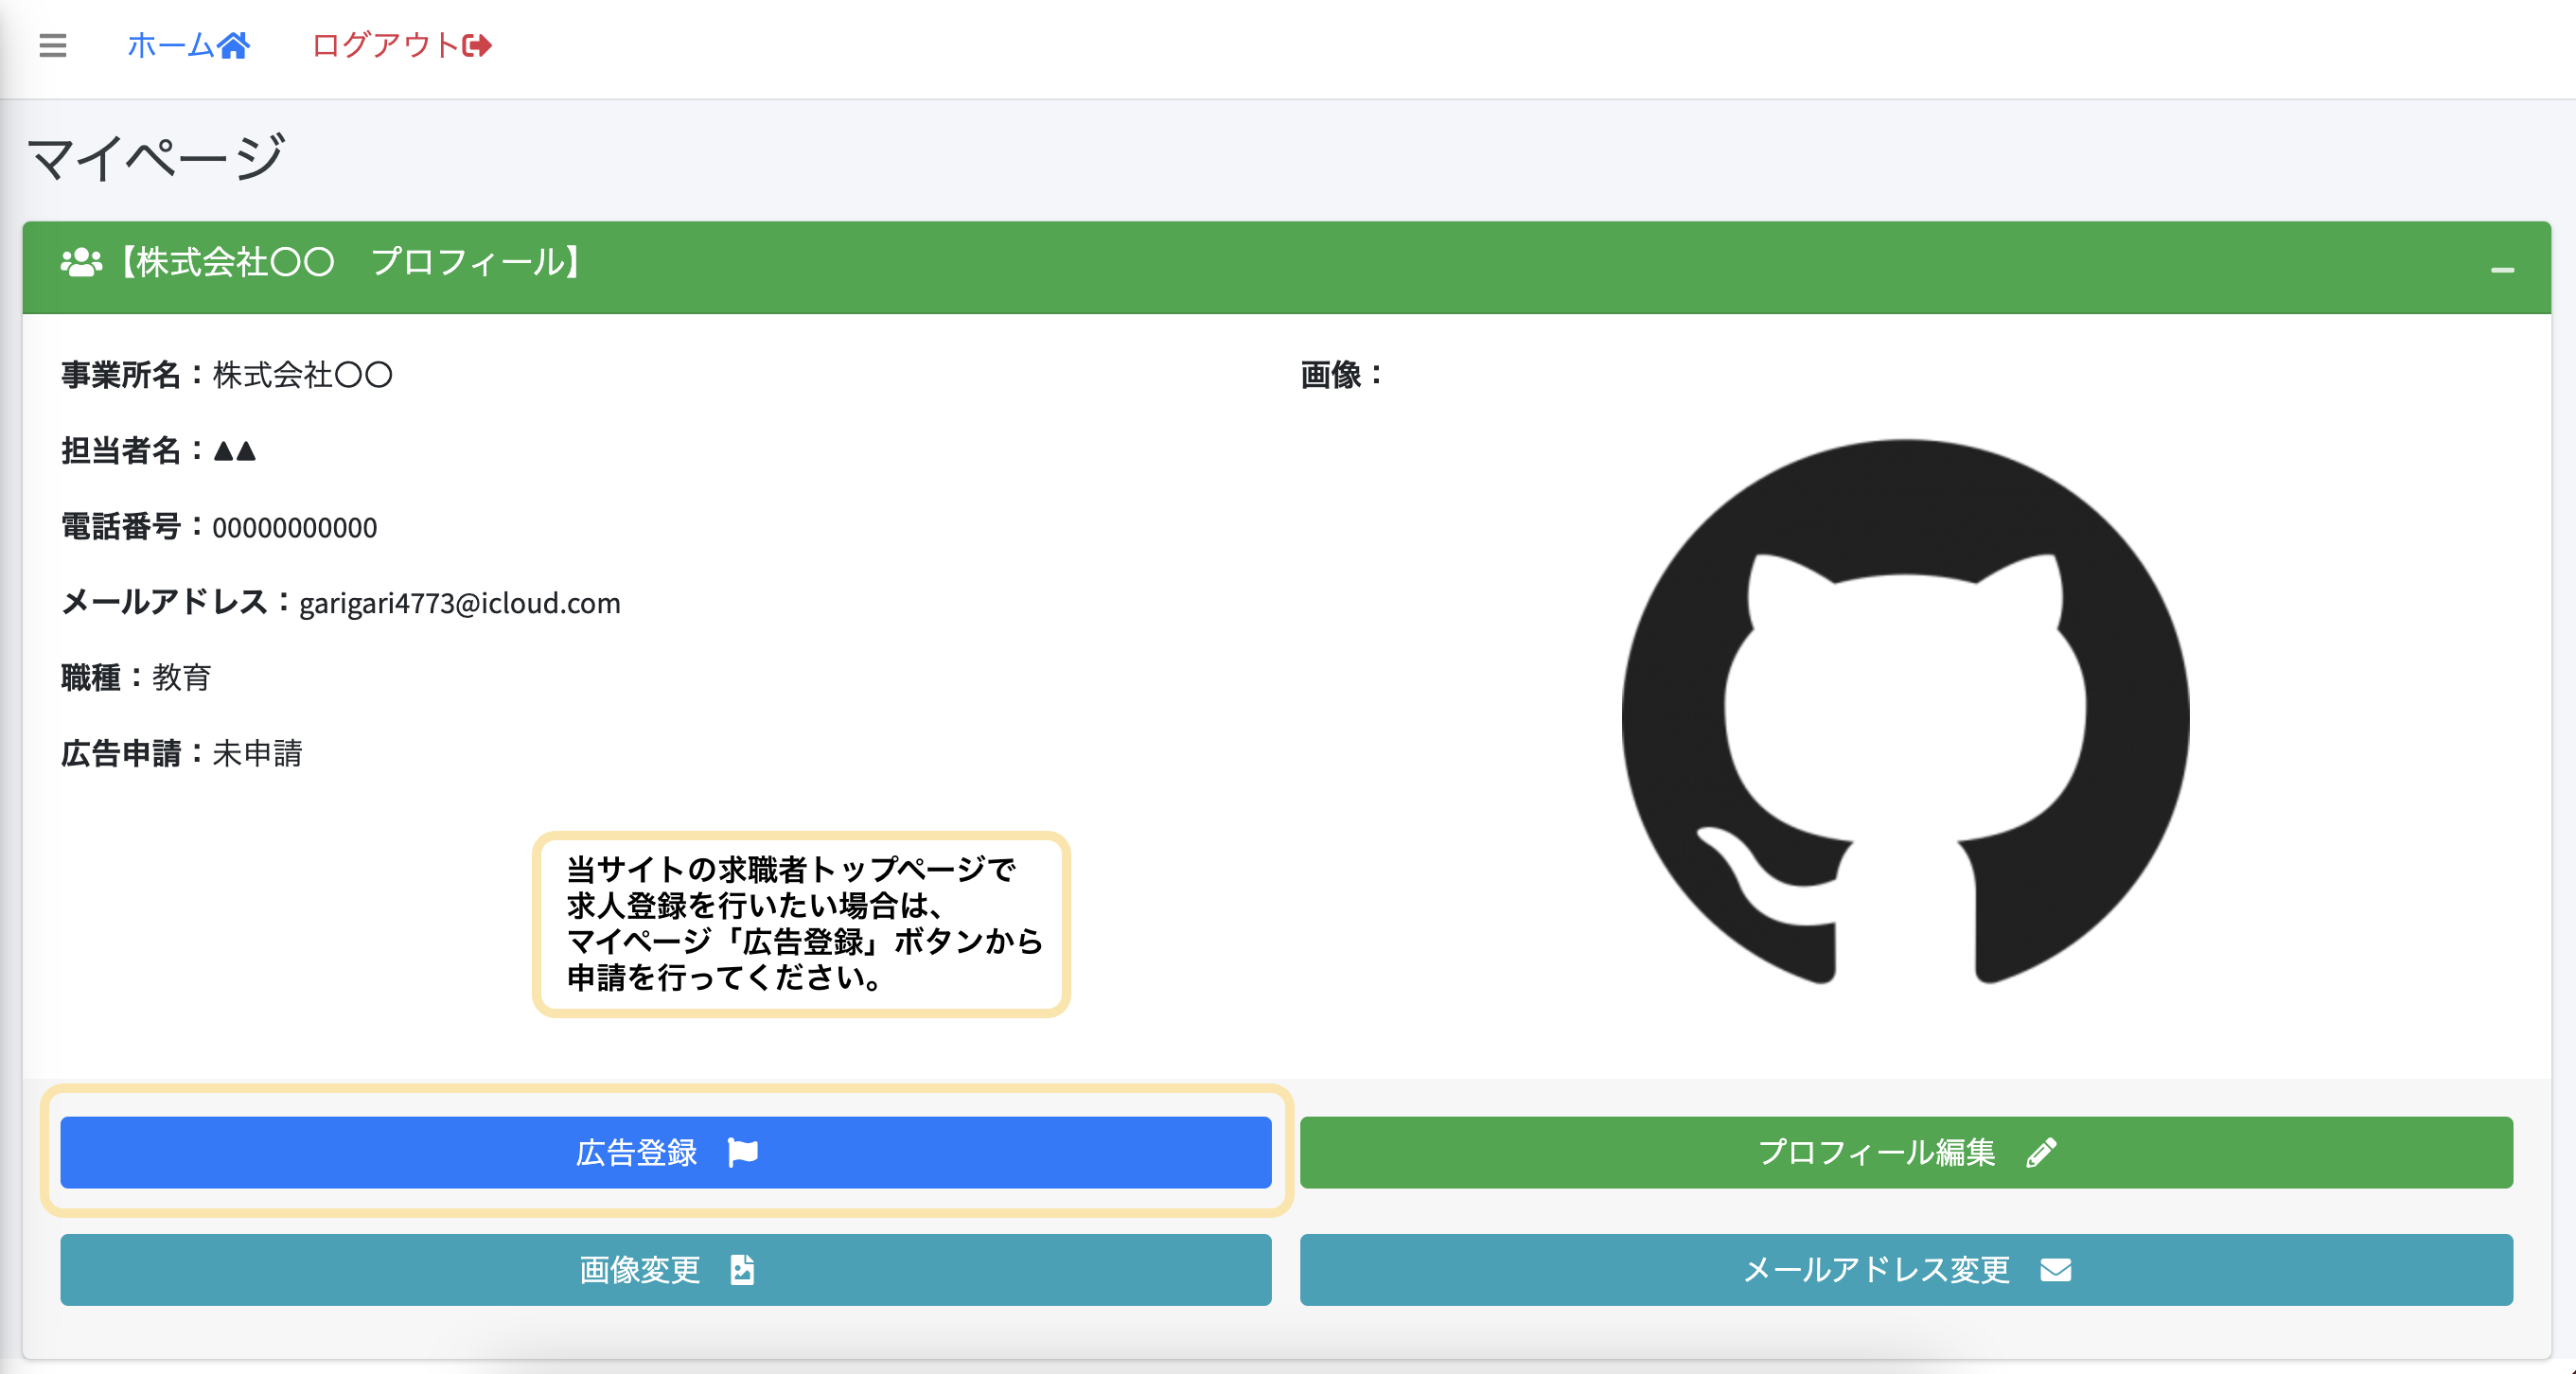 ホーム
ログアウト
マイページ
【株式会社〇〇　プロフィール】
事業所名：株式会社〇〇
画像：
担当者名：▲▲
電話番号：00000000000
メールアドレス：garigari4773@icloud.com
職種：教育
広告申請：未申請
当サイトの求職者トップページで
求人登録を行いたい場合は、
マイページ「広告登録」ボタンから
申請を行ってください。
広告登録
プロフィール編集
画像変更
メールアドレス変更